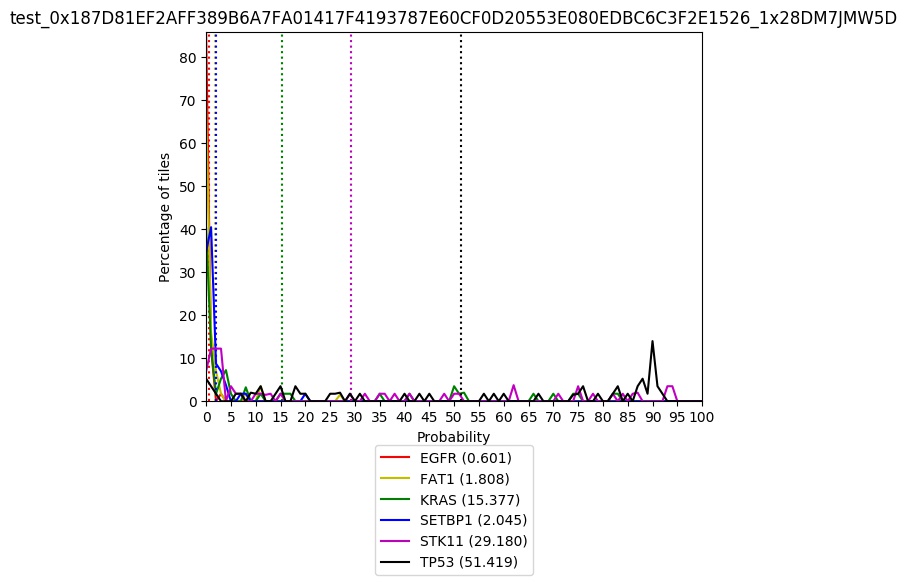 test_0x187D81EF2AFF389B6A7FA01417F4193787E60CF0D20553E080EDBC6C3F2E1526_1x28DM7JMW5D
80
70
60
50
40
30
20
10
0
Percentage of tiles
0 5 10 15 20 25 30 35 40 45 50 55 60 65 70 75 80 85 90 95 100
Probability
EGFR (0.601)
FAT1 (1.808)
KRAS (15.377)
SETBP1 (2.045)
STK11 (29.180)
TP53 (51.419)